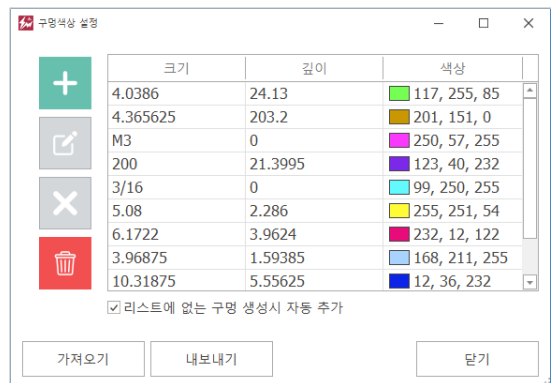 구멍색상 설정
크기 깊이 색상
4.0386 24.13 117, 255, 85
4.365625 203.2 201, 151, 0
M3 0 250, 57, 255
200 21.3995 123, 40, 232
3/16 0 99, 250, 255
5.08 2.286 255, 251, 54
6.1722 3.9624 232, 12, 122
3.96875 1.59385 168, 211, 255
10.31875 5.55625 12, 36, 232
리스트에 없는 구멍 생성시 자동 추가
가져오기 내보내기 닫기